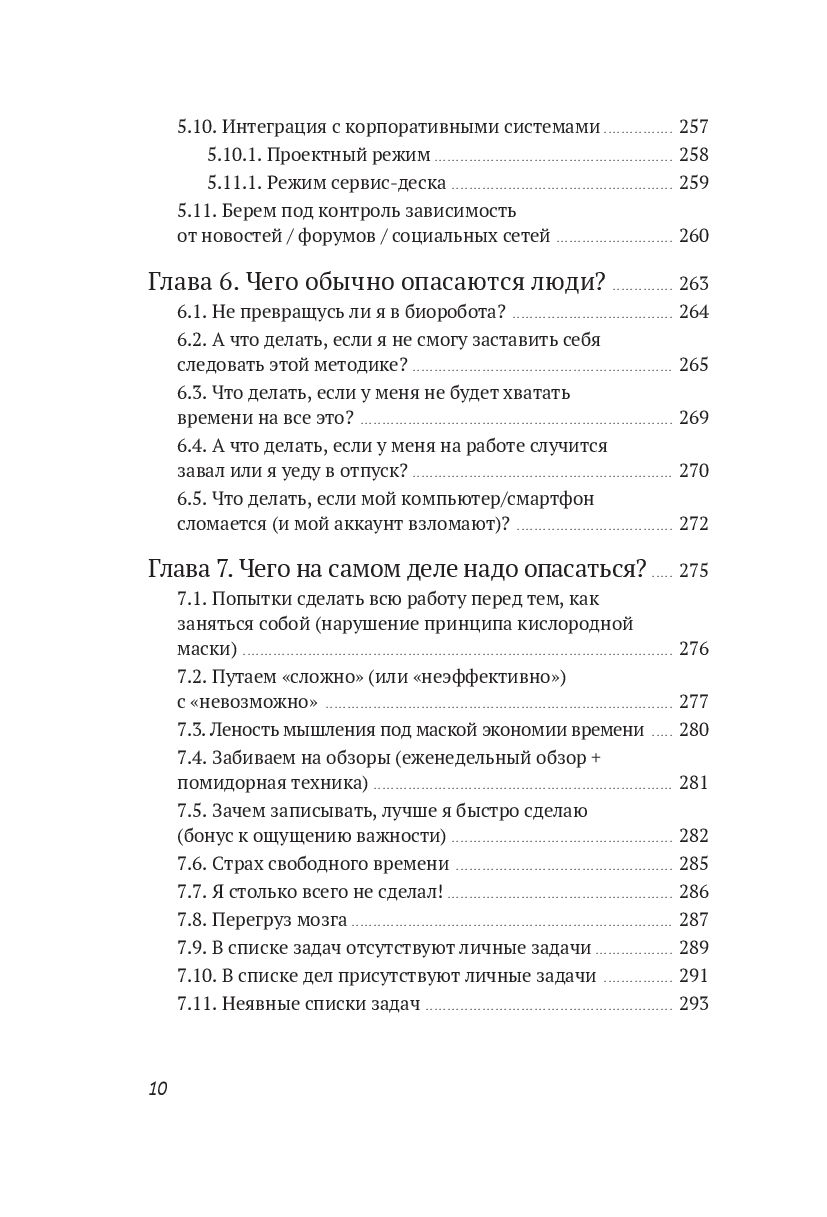 5.10. Интеграция с корпоративными системами ................ 257
5.10.1. Проектный режим ...................................................... 258
5.11.1. Режим сервис-деска .................................................. 259
5.11. Берем под контроль зависимость
от новостей / форумов / социальных сетей .......................... 260
Глава 6. Чего обычно опасаются люди? .............. 263
6.1. Не превращусь ли я в биоробота? .................................... 264
6.2. А что делать, если я не смогу заставить себя
следовать этой методике? .......................................................... 265
6.3. Что делать, если у меня не будет хватать
времени на все это? ...................................................................... 269
6.4. А что делать, если у меня на работе случится
завал или я уеду в отпуск? .......................................................... 270
6.5. Что делать, если мой компьютер/смартфон
сломается (и мой аккаунт взломают)? ................................... 272
Глава 7. Чего на самом деле надо опасаться? ..... 275
7.1. Попытки сделать всю работу перед тем, как
заняться собой (нарушение принципа кислородной
маски) ................................................................................................ 276
7.2. Путаем «сложно» (или «неэффективно»)
с «невозможно» .............................................................................. 277
7.3. Леность мышления под маской экономии времени ..... 280
7.4. Забиваем на обзоры (еженедельный обзор +
помидорная техника) ................................................................... 281
7.5. Зачем записывать, лучше я быстро сделаю
(бонус к ощущению важности) ................................................. 282
7.6. Страх свободного времени ................................................ 285
7.7. Я столько всего не сделал! .................................................. 286
7.8. Перегруз мозга ........................................................................ 287
7.9. В списке задач отсутствуют личные задачи .................. 289
7.10. В списке дел присутствуют личные задачи ................ 291
7.11. Неявные списки задач ....................................................... 293
10